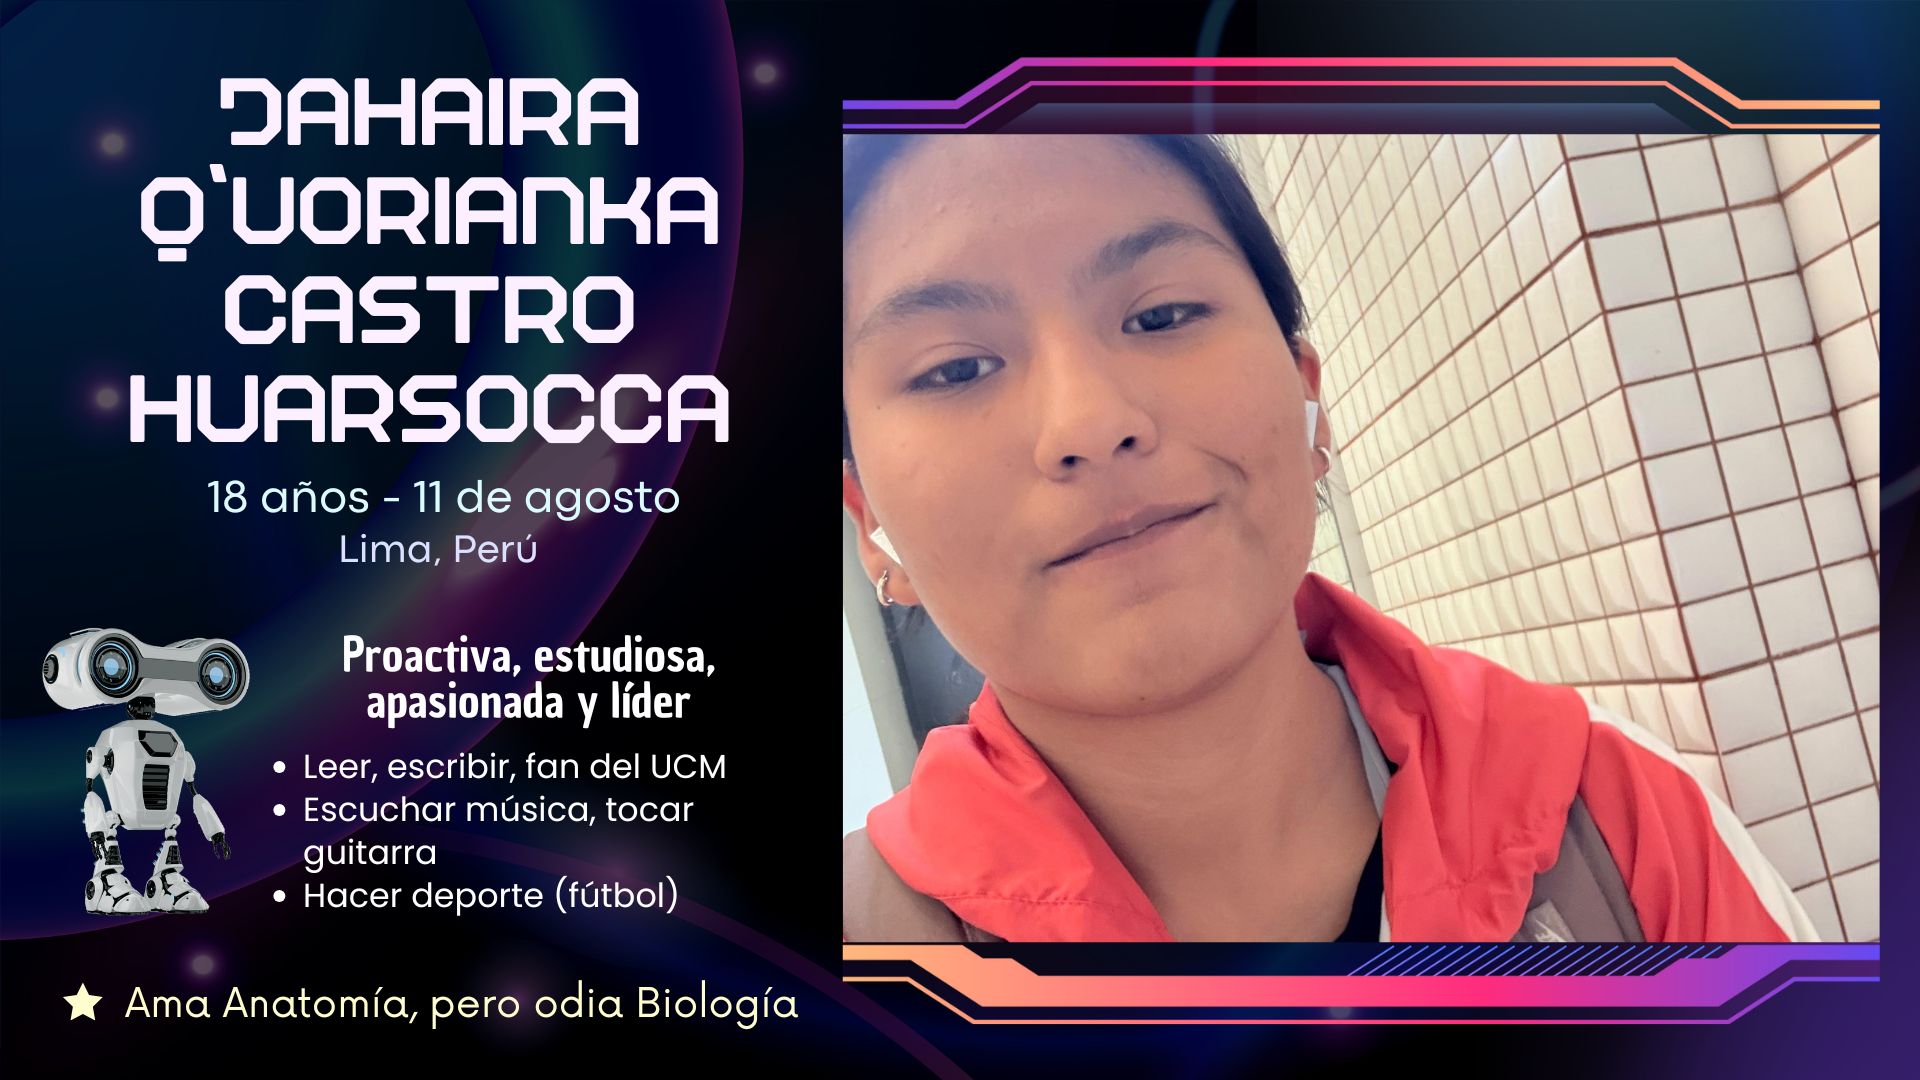 JAHAIRA
Q'UORIANKA
CASTRO
HUARSOCCA
18 años - 11 de agosto
Lima, Perú
Proactiva, estudiosa,
apasionada y líder
• Leer, escribir, fan del UCM
• Escuchar música, tocar
guitarra
• Hacer deporte (fútbol)
Ama Anatomía, pero odia Biología